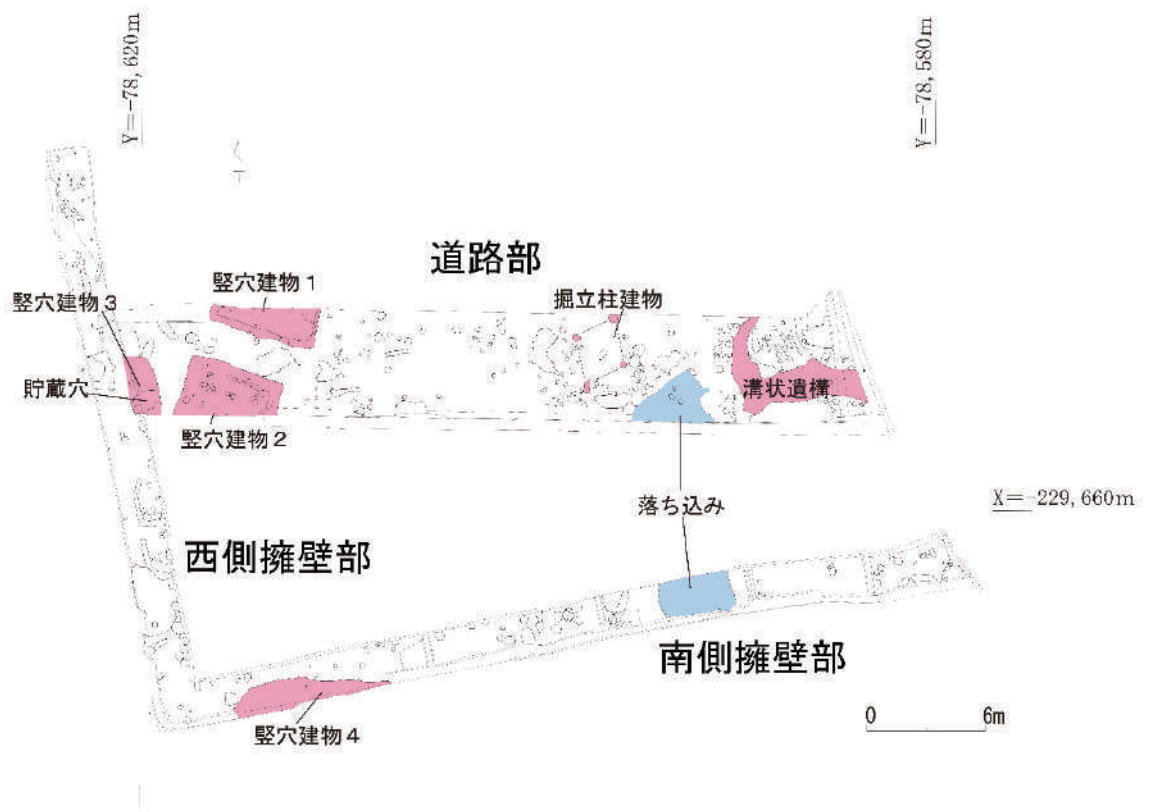 Y=-78,620m
Y=-78,580m
道路部
竪穴建物1
掘立柱建物
竪穴建物3
貯蔵穴
溝状遺構
竪穴建物2
落ち込み
X=-229,660m
西側擁壁部
南側擁壁部
竪穴建物4
0 6m